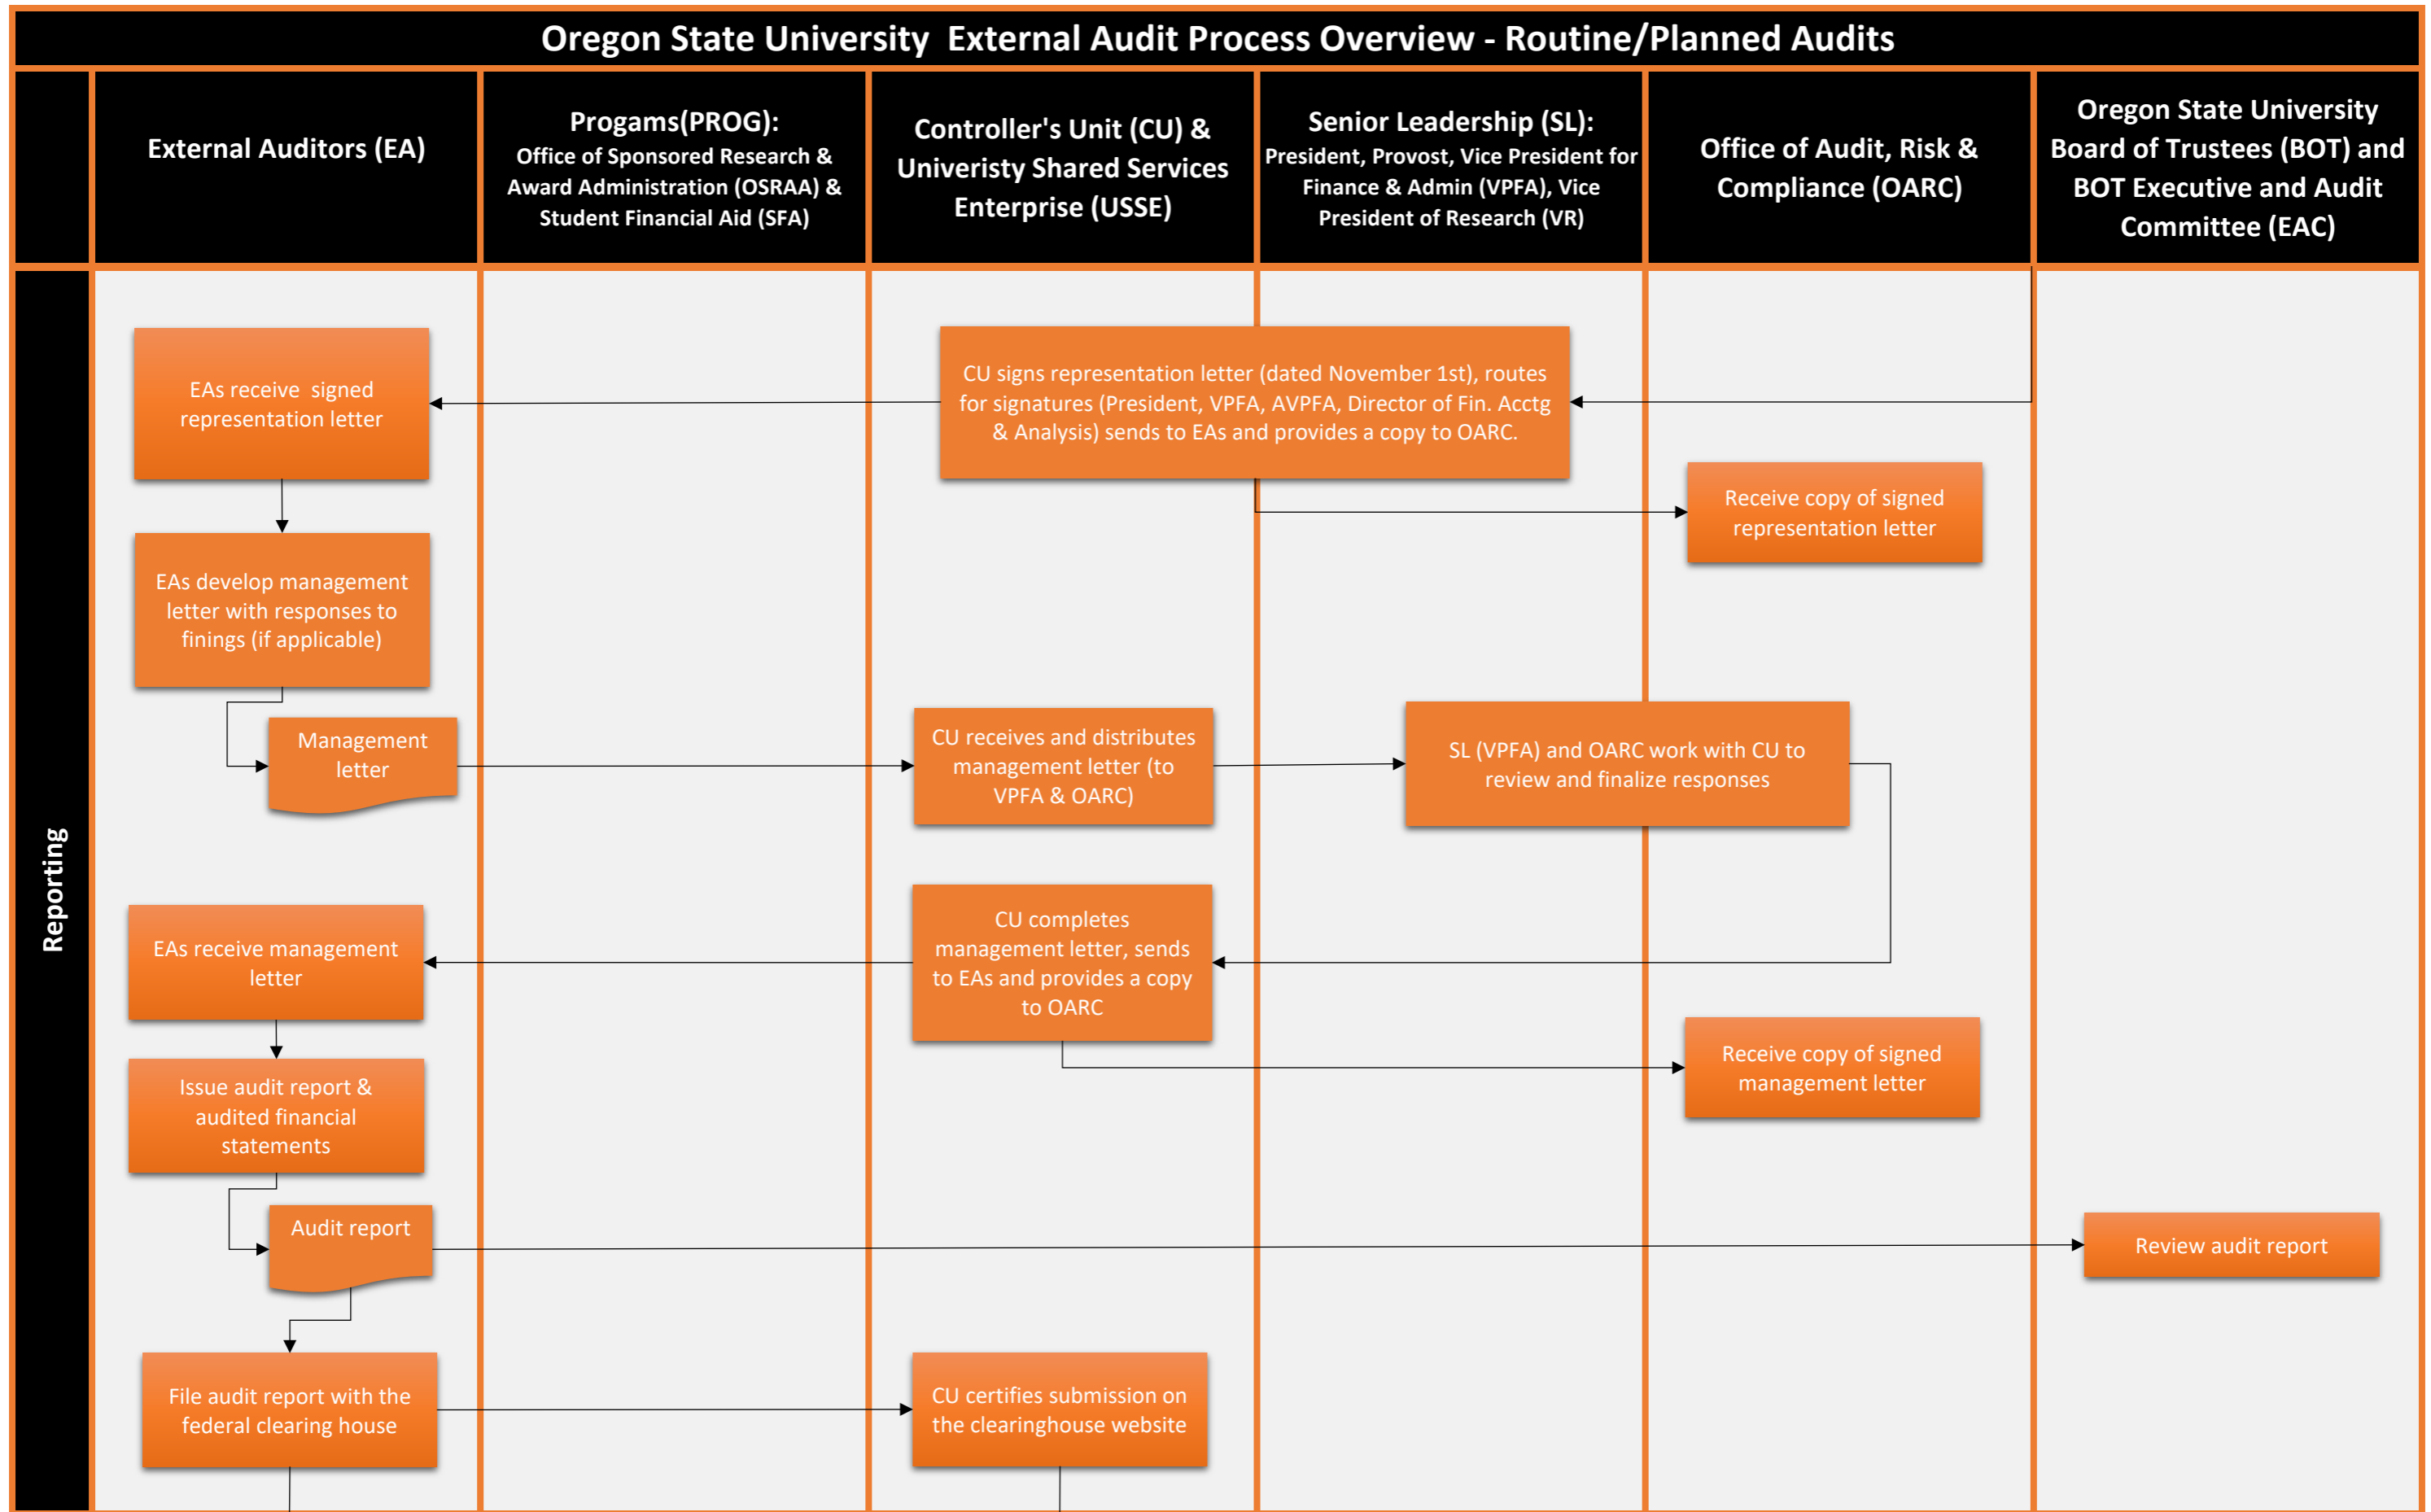 Oregon State University External Audit Process Overview - Routine/Planned Audits
External Auditors (EA)
Progams(PROG):
Office of Sponsored Research &
Award Administration (OSRAA) &
Student Financial Aid (SFA)
Controller's Unit (CU) &
Univeristy Shared Services
Enterprise (USSE)
Senior Leadership (SL):
President, Provost, Vice President for
Finance & Admin (VPFA), Vice
President of Research (VR)
Office of Audit, Risk &
Compliance (OARC)
Oregon State University
Board of Trustees (BOT) and
BOT Executive and Audit
Committee (EAC)
Reporting
EAs receive signed
representation letter
CU signs representation letter (dated November 1st), routes
for signatures (President, VPFA, AVPFA, Director of Fin. Acctg
& Analysis) sends to EAs and provides a copy to OARC.
Receive copy of signed
representation letter
EAs develop management
letter with responses to
finings (if applicable)
Management
letter
CU receives and distributes
management letter (to
VPFA & OARC)
SL (VPFA) and OARC work with CU to
review and finalize responses
EAs receive management
letter
CU completes
management letter, sends
to EAs and provides a copy
to OARC
Receive copy of signed
management letter
Issue audit report &
audited financial
statements
Audit report
Review audit report
File audit report with the
federal clearing house
CU certifies submission on
the clearinghouse website